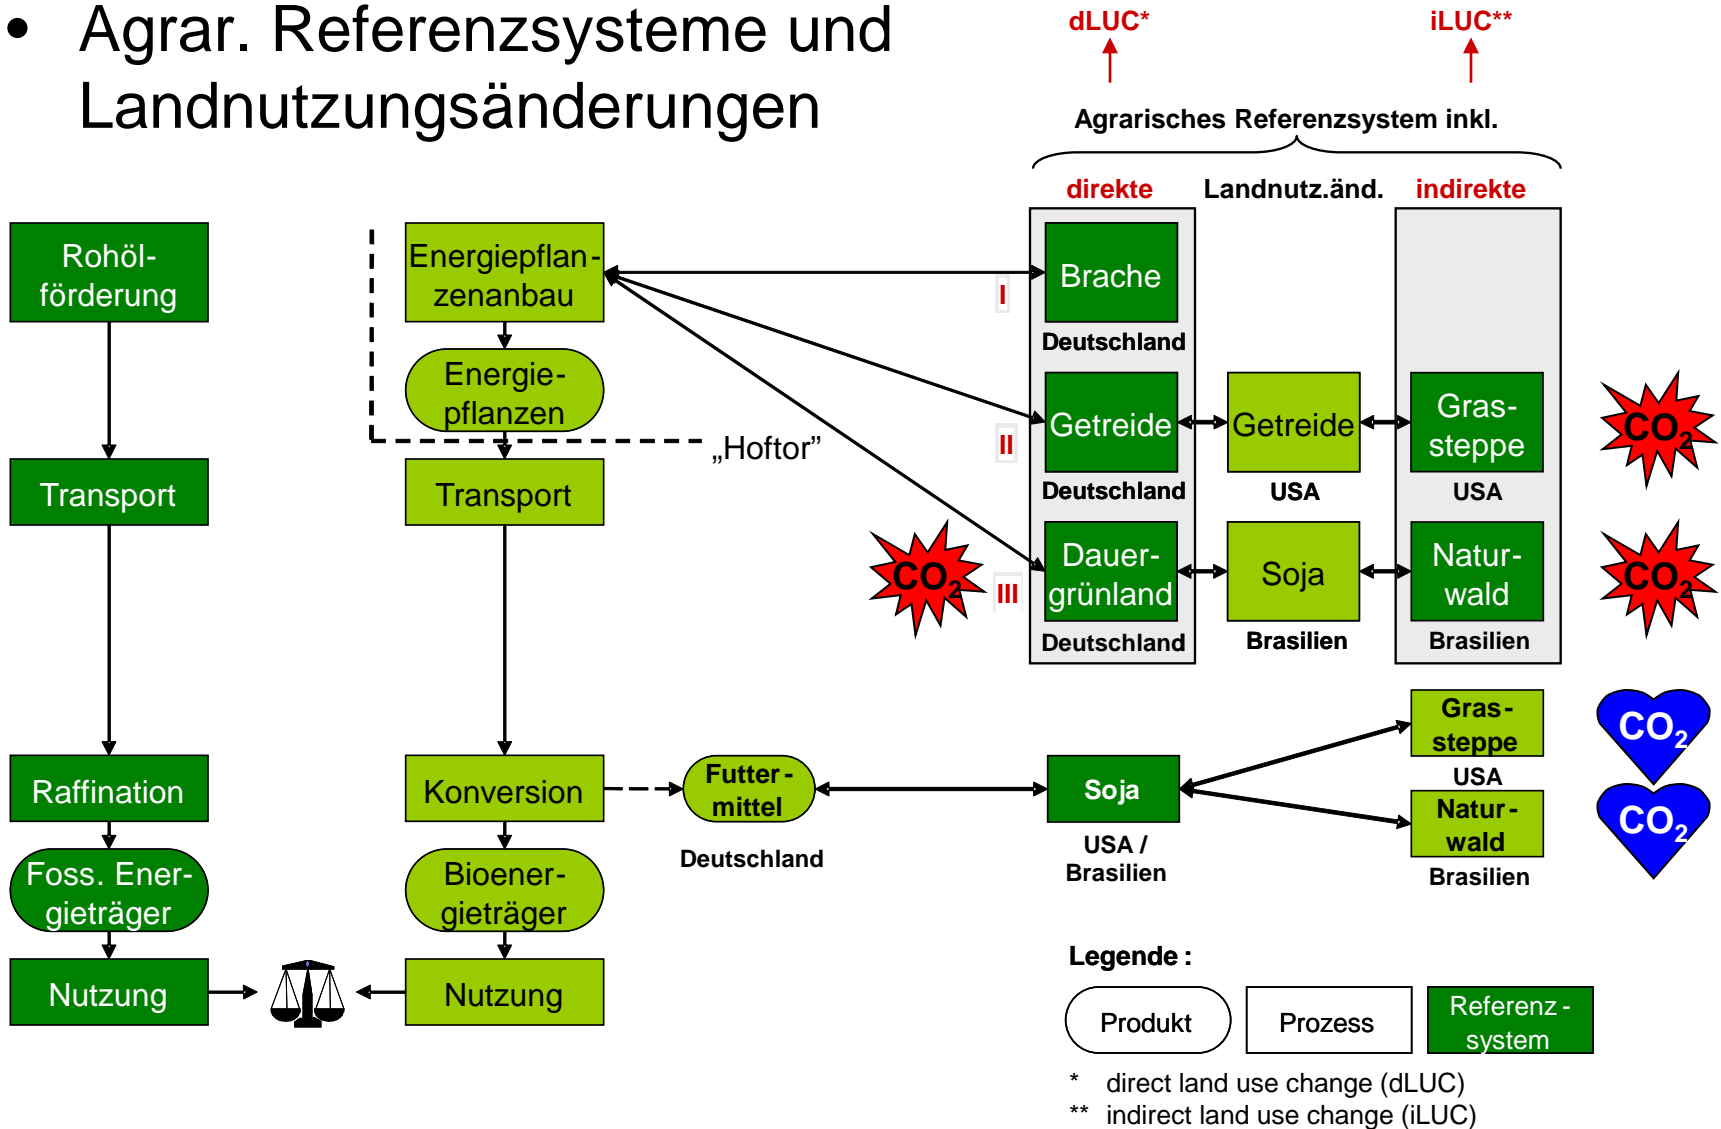 • Agrar. Referenzsysteme und
Landnutzungsänderungen
dLUC*
iLUC**
Agrarisches Referenzsystem inkl.
direkte
Landnutz.änd.
indirekte
Rohöl-
förderung
Transport
Raffination
Foss. Ener-
gieträger
Nutzung
Energiepflan-
zenanbau
Energie-
pflanzen
„Hoftor”
Transport
Konversion
Bioener-
gieträger
Nutzung
I
Brache
Deutschland
II
Getreide
Deutschland
Getreide
USA
Gras-
steppe
USA
CO2
CO2
III
Dauer-
grünland
Deutschland
Soja
Brasilien
Natur-
wald
Brasilien
CO2
Futter-
mittel
Deutschland
Soja
USA /
Brasilien
Gras-
steppe
USA
CO2
Natur-
wald
Brasilien
CO2
Legende :
Produkt
Prozess
Referenz-
system
* direct land use change (dLUC)
** indirect land use change (iLUC)